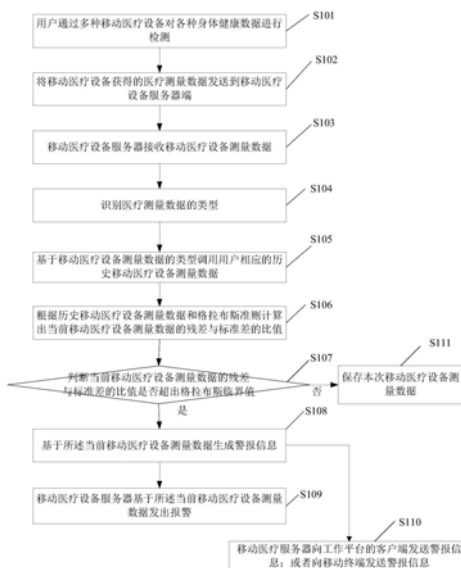 S101
用户通过多种移动医疗设备对各种身体健康数据进行
检测
S102
将移动医疗设备获得的医疗测量数据发送到移动医疗
设备服务器端
S103
移动医疗设备服务器接收移动医疗设备测量数据
S104
识别医疗测量数据的类型
S105
基于移动医疗设备测量数据的类型调用用户相应的历
史移动医疗设备测量数据
S106
根据历史移动医疗设备测量数据和格拉布斯准则计算
出当前移动医疗设备测量数据的残差与标准差的比值
S107
判断当前移动医疗设备测量数据的残差
与标准差的比值是否超出格拉布斯临界值
否
S111
保存本次移动医疗设备测
量数据
是
S108
基于所述当前移动医疗设备测量数据生成警报信息
S109
移动医疗设备服务器基于所述当前移动医疗设备测量
数据发出报警
S110
移动医疗服务器向工作平台的客户端发送警报信
息；或者向移动终端发送警报信息